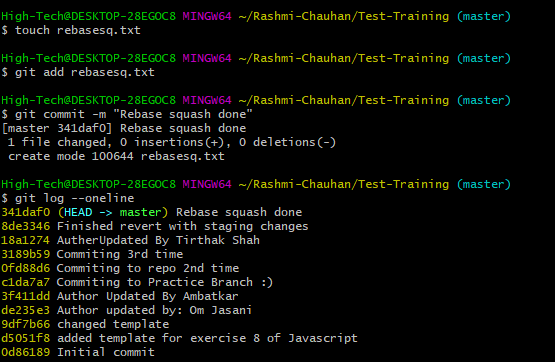 High-Tech@DESKTOP-28EGOC8 MINGW64 ~/Rashmi-Chauhan/Test-Training (master)
$ touch rebasesq.txt
High-Tech@DESKTOP-28EGOC8 MINGW64 ~/Rashmi-Chauhan/Test-Training (master)
$ git add rebasesq.txt
High-Tech@DESKTOP-28EGOC8 MINGW64 ~/Rashmi-Chauhan/Test-Training (master)
$ git commit -m "Rebase squash done"
[master 341daf0] Rebase squash done
1 file changed, 0 insertions(+), 0 deletions(-)
create mode 100644 rebasesq.txt
High-Tech@DESKTOP-28EGOC8 MINGW64 ~/Rashmi-Chauhan/Test-Training (master)
$ git log --oneline
341daf0 (HEAD -> master) Rebase squash done
8de3346 Finished revert with staging changes
18a1274 AutherUpdated By Tirthak Shah
3189b59 Commiting 3rd time
0fd88d6 Commiting to repo 2nd time
c1da7a7 Commiting to Practice Branch :)
3f411dd Author Updated By Ambatkar
de235e3 Author updated by: Om Jasani
9df7b66 changed template
d5051f8 added template for exercise 8 of Javascript
0d86189 Initial commit